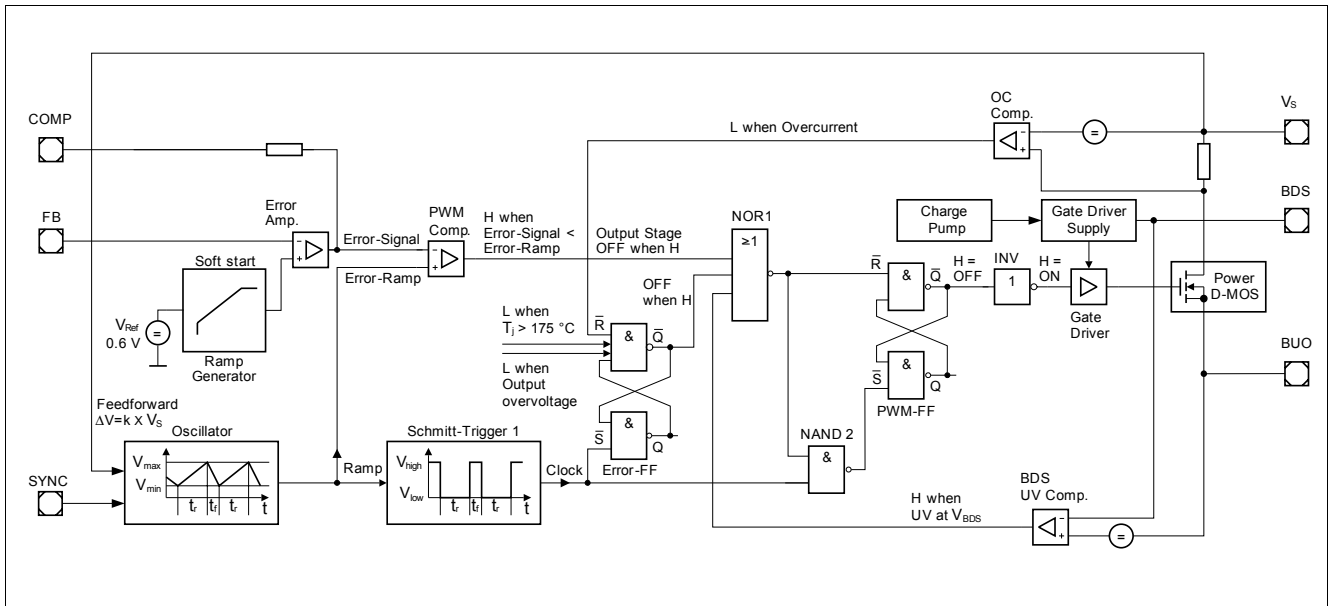 COMP
OC
Comp.
V_S
L when Overcurrent
- +
=
FB
Error
Amp.
- +
Error-Signal
PWM
Comp.
- +
H when
Error-Signal <
Error-Ramp
Error-Ramp
Output Stage
OFF when H
NOR1
≥1
Charge
Pump
Gate Driver
Supply
BDS
Soft start
V_Ref
0.6 V
=
Ramp
Generator
L when
T_j > 175 °C
L when
Output
overvoltage
OFF
when H
R̅
&
Q̅
S̅
&
Q
Error-FF
R̅
&
Q̅
S̅
&
Q
PWM-FF
H =
OFF
INV
1
H =
ON
Gate
Driver
Power
D-MOS
BUO
Feedforward
ΔV=k x V_S
Oscillator
V_max
V_min
t_r t_f t_r t
SYNC
Ramp
Schmitt-Trigger 1
V_high
V_low
t_r t_f t_r t
Clock
NAND 2
&
H when
UV at V_BDS
BDS
UV Comp.
- +
=